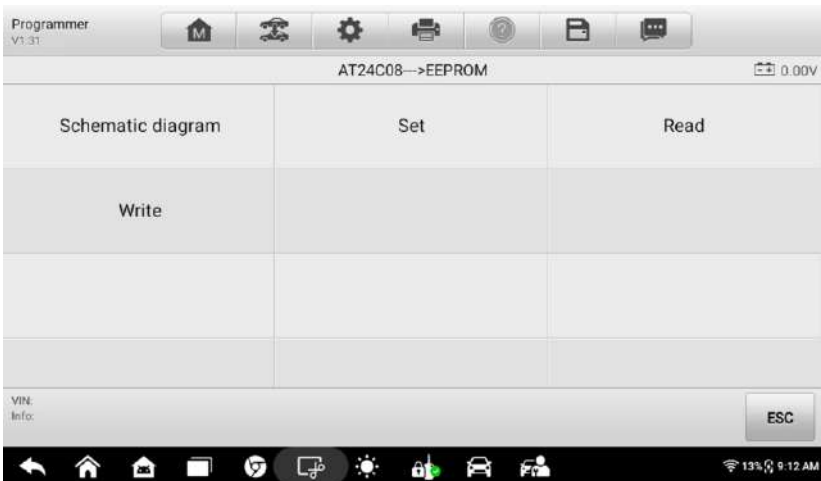 Programmer
V1.31
M
AT24C08--->EEPROM
0.00V
Schematic diagram
Set
Read
Write
VIN:
Info:
ESC
13% 9:12 AM